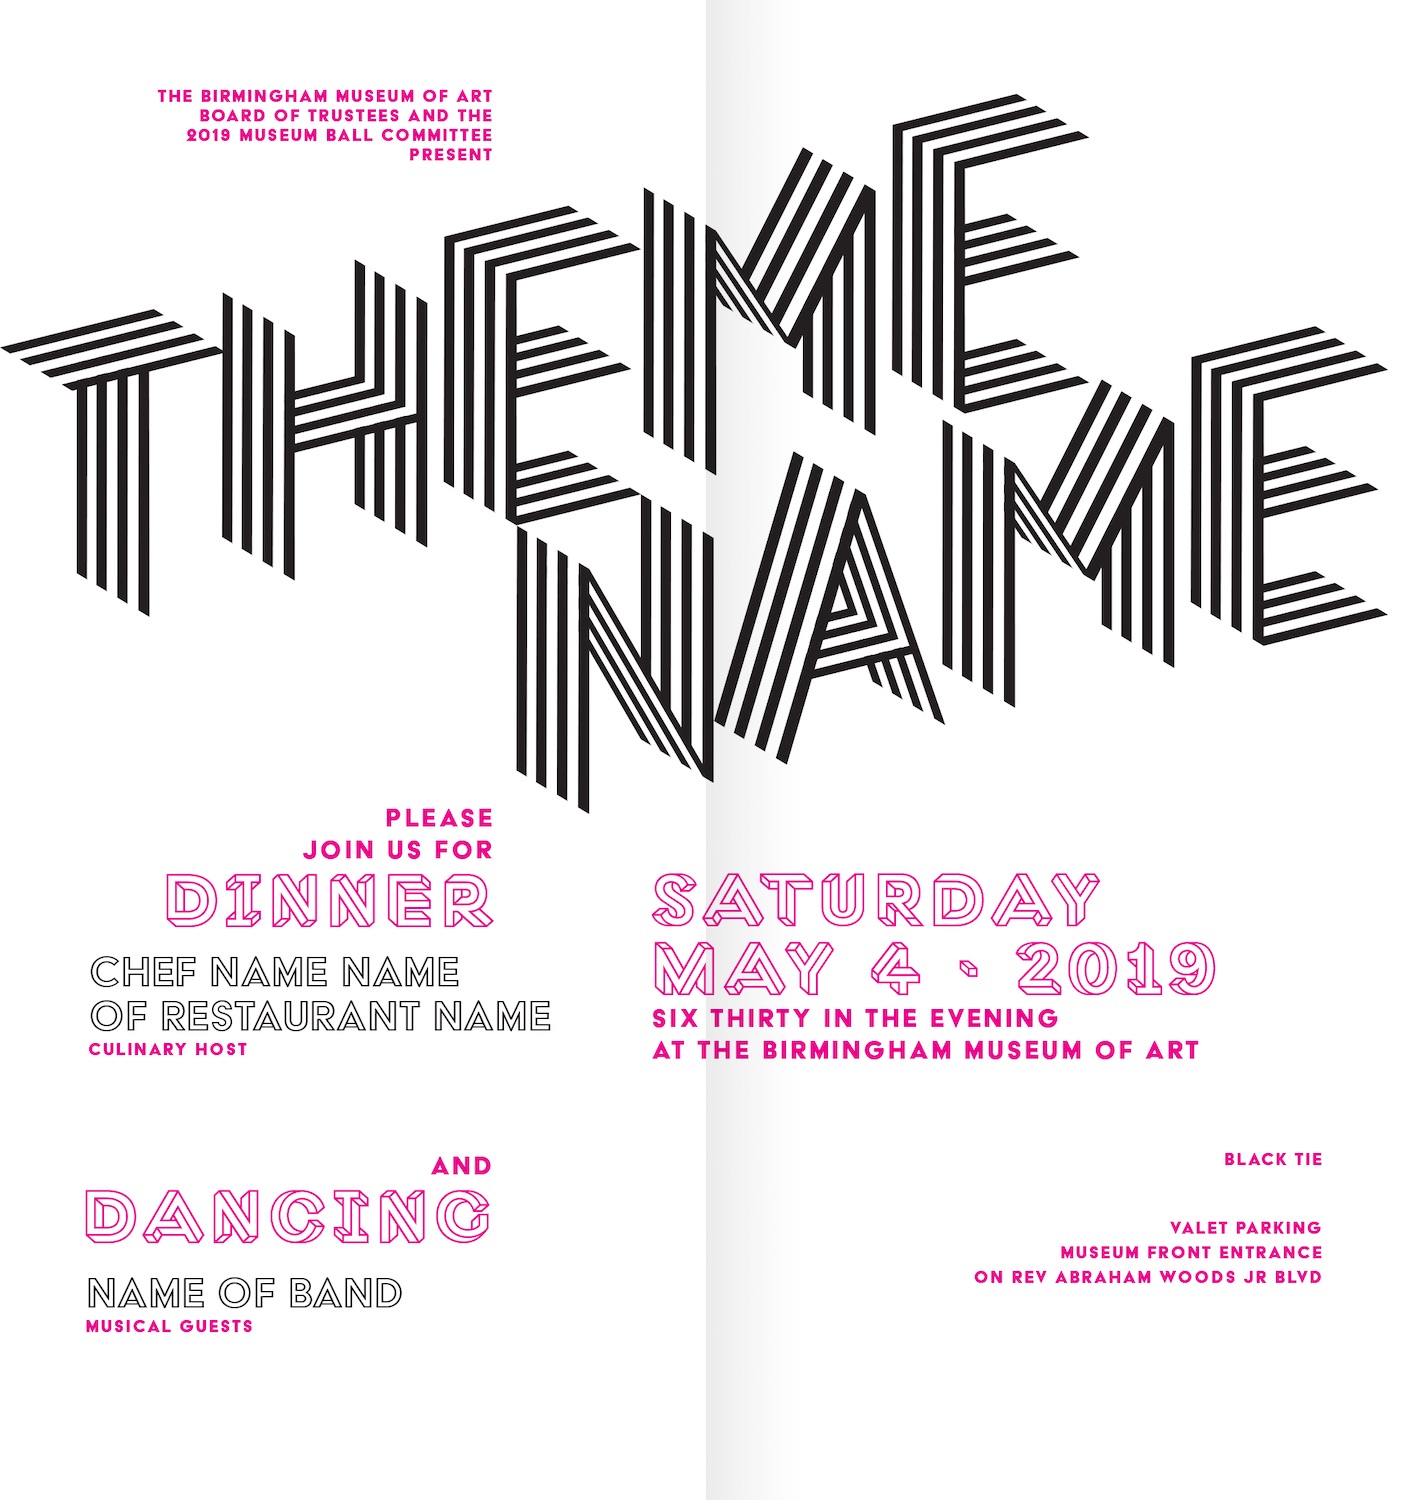 THE BIRMINGHAM MUSEUM OF ART
BOARD OF TRUSTEES AND THE
2019 MUSEUM BALL COMMITTEE
PRESENT
THEME
NAME
PLEASE
JOIN US FOR
DINNER
CHEF NAME NAME
OF RESTAURANT NAME
CULINARY HOST
AND
DANCING
NAME OF BAND
MUSICAL GUESTS
SATURDAY
MAY 4 · 2019
SIX THIRTY IN THE EVENING
AT THE BIRMINGHAM MUSEUM OF ART
BLACK TIE
VALET PARKING
MUSEUM FRONT ENTRANCE
ON REV ABRAHAM WOODS JR BLVD